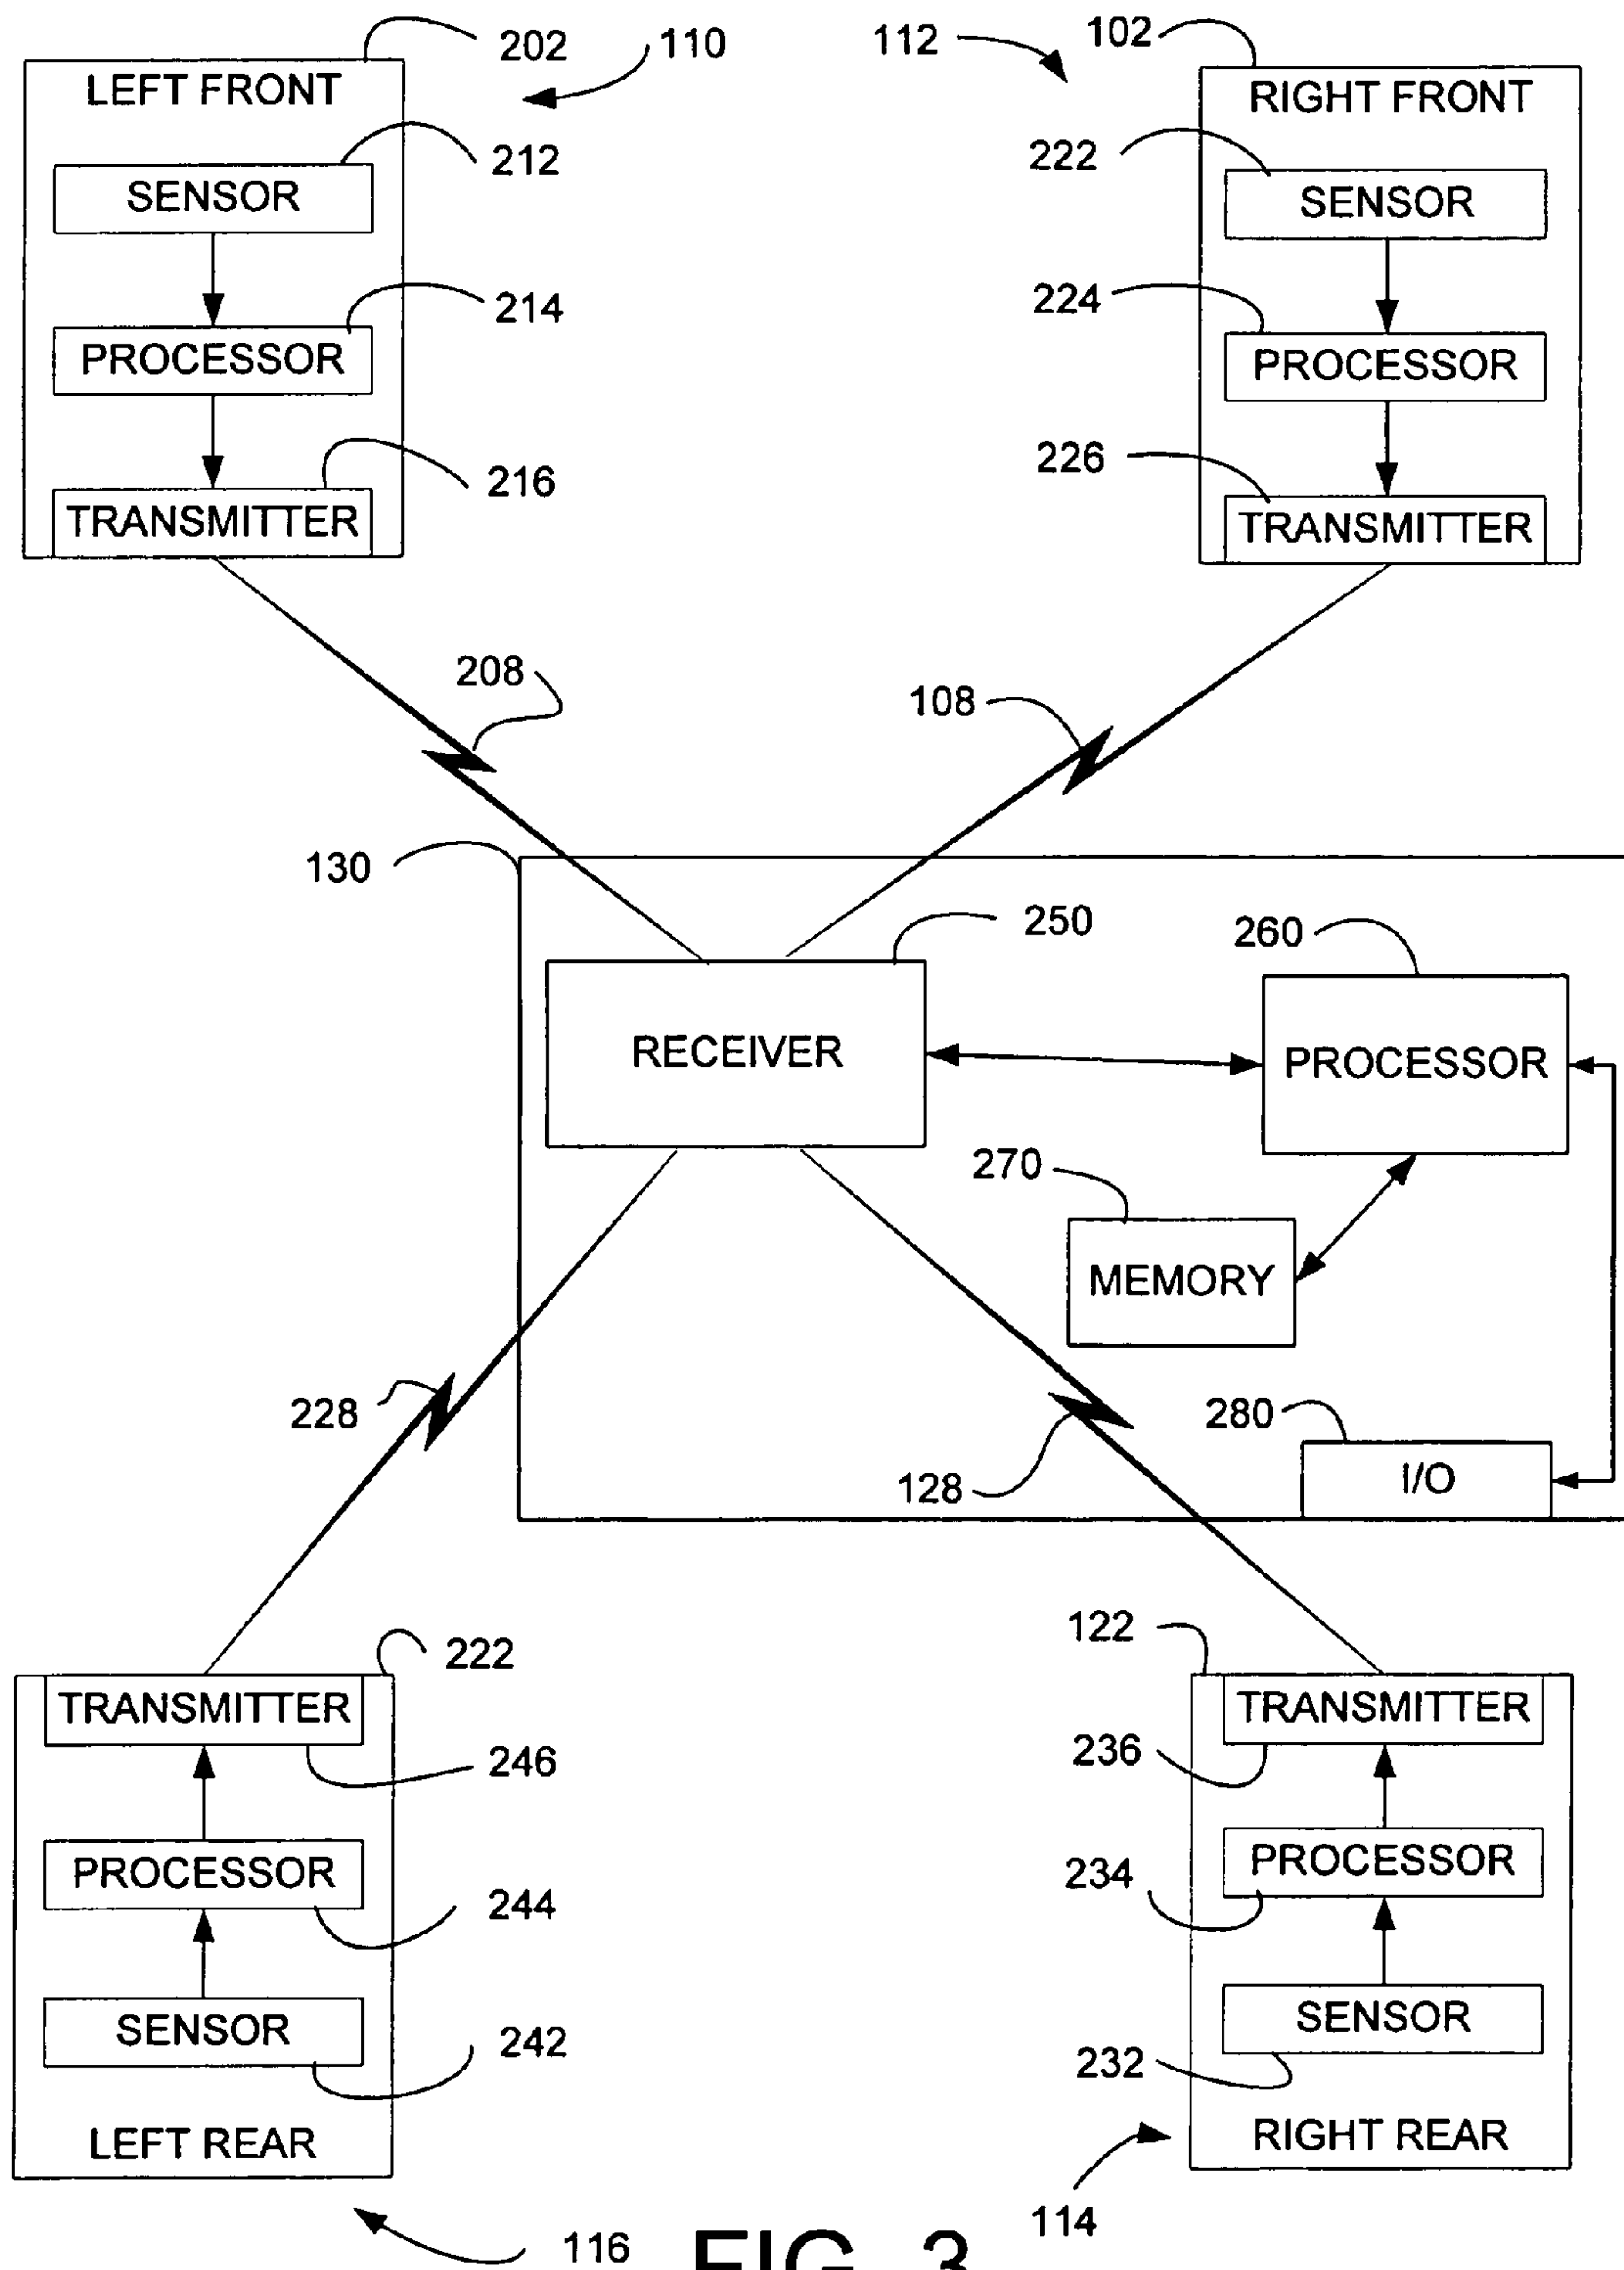 202
110
112
102
LEFT FRONT
RIGHT FRONT
212
222
SENSOR
SENSOR
214
224
PROCESSOR
PROCESSOR
216
226
TRANSMITTER
TRANSMITTER
208
108
130
250
260
RECEIVER
PROCESSOR
270
MEMORY
228
280
128
I/O
222
122
TRANSMITTER
TRANSMITTER
246
236
PROCESSOR
PROCESSOR
244
234
SENSOR
SENSOR
242
232
LEFT REAR
RIGHT REAR
114
116
FIG. 3